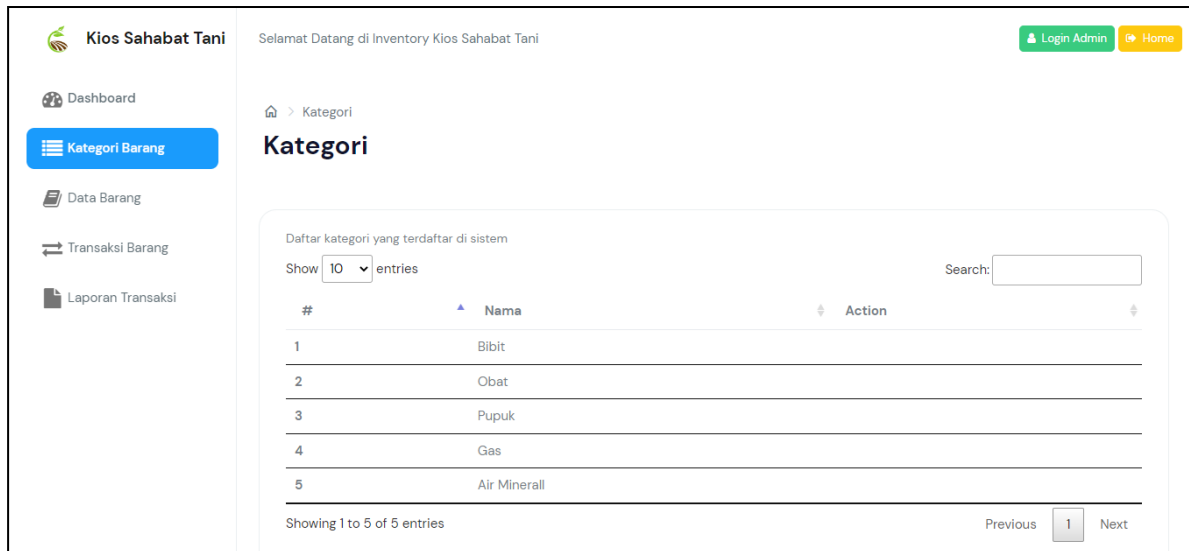 Kios Sahabat Tani
Selamat Datang di Inventory Kios Sahabat Tani
Login Admin
Home
Dashboard
Kategori Barang
Data Barang
Transaksi Barang
Laporan Transaksi
> Kategori
Kategori
Daftar kategori yang terdaftar di sistem
Show 10 entries
Search:
# Nama Action
1 Bibit
2 Obat
3 Pupuk
4 Gas
5 Air Minerall
Showing 1 to 5 of 5 entries
Previous 1 Next